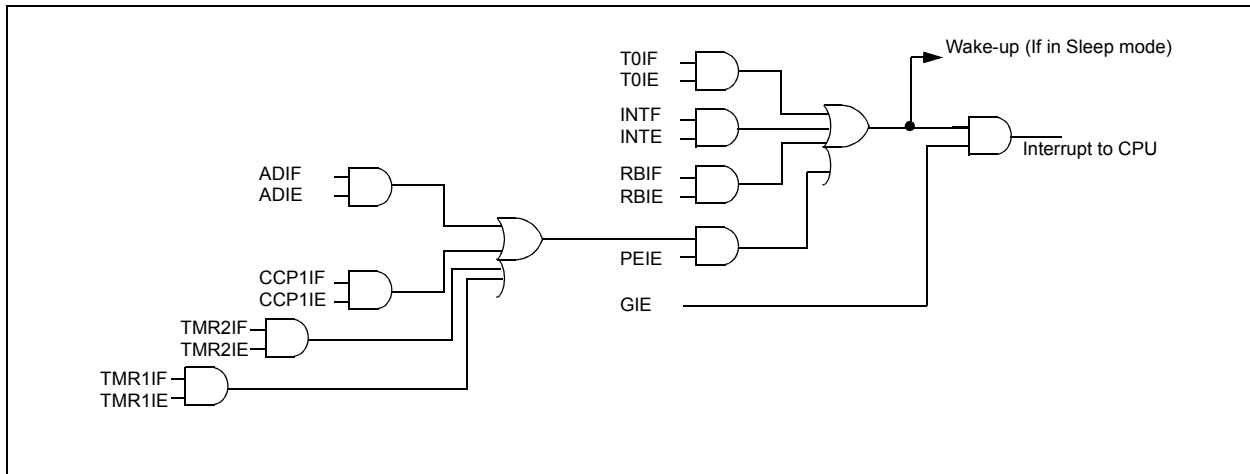 Wake-up (If in Sleep mode)
T0IF
T0IE
INTF
INTE
Interrupt to CPU
RBIF
RBIE
ADIF
ADIE
PEIE
CCP1IF
CCP1IE
GIE
TMR2IF
TMR2IE
TMR1IF
TMR1IE